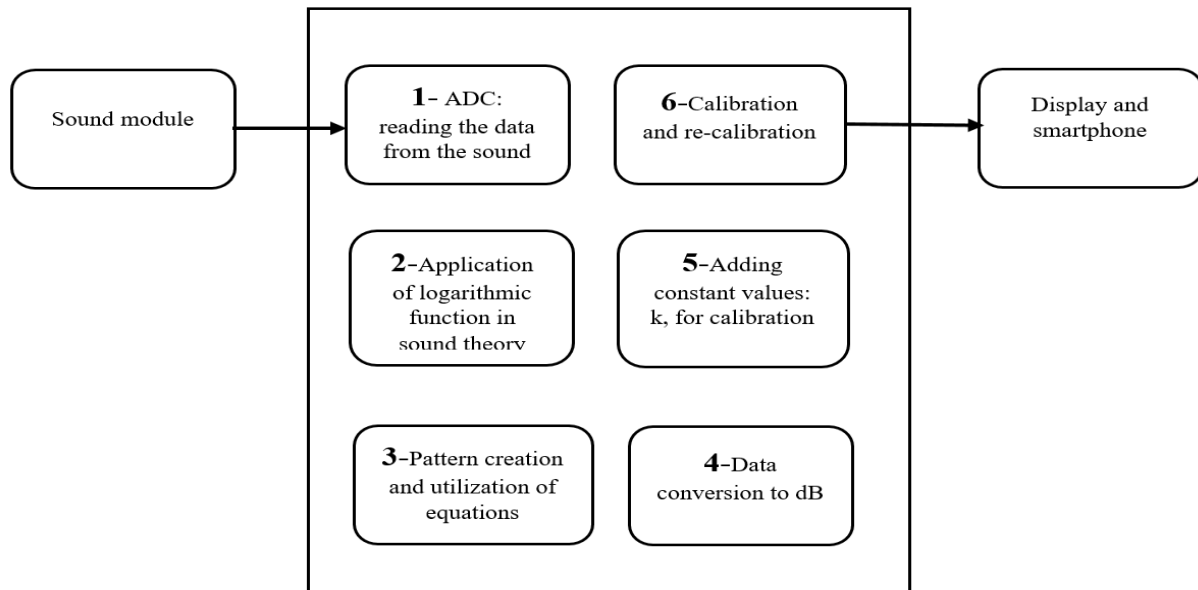 Sound module
1- ADC:
reading the data
from the sound
2-Application
of logarithmic
function in
sound theory
3-Pattern creation
and utilization of
equations
4-Data
conversion to dB
5-Adding
constant values:
k, for calibration
6-Calibration
and re-calibration
Display and
smartphone